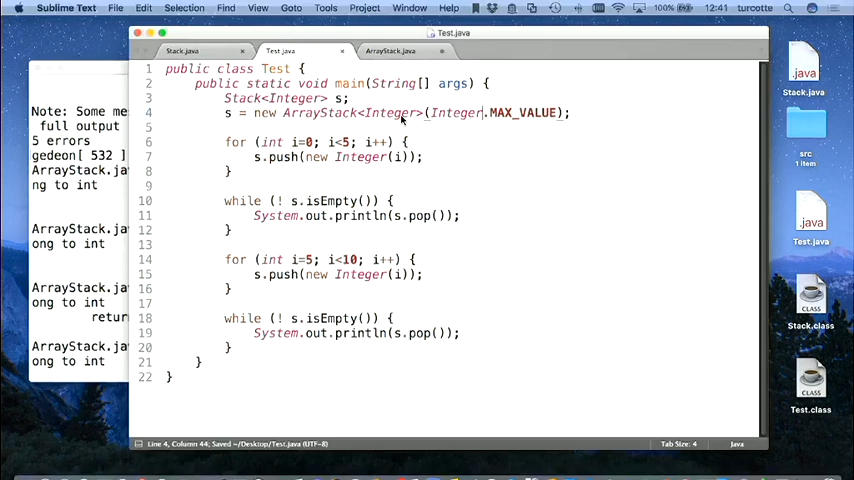 Sublime Text File Edit Selection Find View Goto Tools Project Window Help 100% 12:41 turcotte
Test.java
Stack.java × Test.java × ArrayStack.java
1 public class Test {
2 public static void main(String[] args) {
3 Stack<Integer> s;
4 s = new ArrayStack<Integer>(Integer.MAX_VALUE);
5
6 for (int i=0; i<5; i++) {
7 s.push(new Integer(i));
8 }
9
10 while (! s.isEmpty()) {
11 System.out.println(s.pop());
12 }
13
14 for (int i=5; i<10; i++) {
15 s.push(new Integer(i));
16 }
17
18 while (! s.isEmpty()) {
19 System.out.println(s.pop());
20 }
21 }
22 }
Line 4, Column 44; Saved ~/Desktop/Test.java (UTF-8) Tab Size: 4 Java
Note: Some me
full output
5 errors
gedeon[ 532 ]
ArrayStack.ja
ng to int
ArrayStack.ja
ong to int
ArrayStack.ja
ong to int
retur
ArrayStack.ja
ong to int
.java
Stack.java
src
1 item
.java
Test.java
Stack.class
Test.class